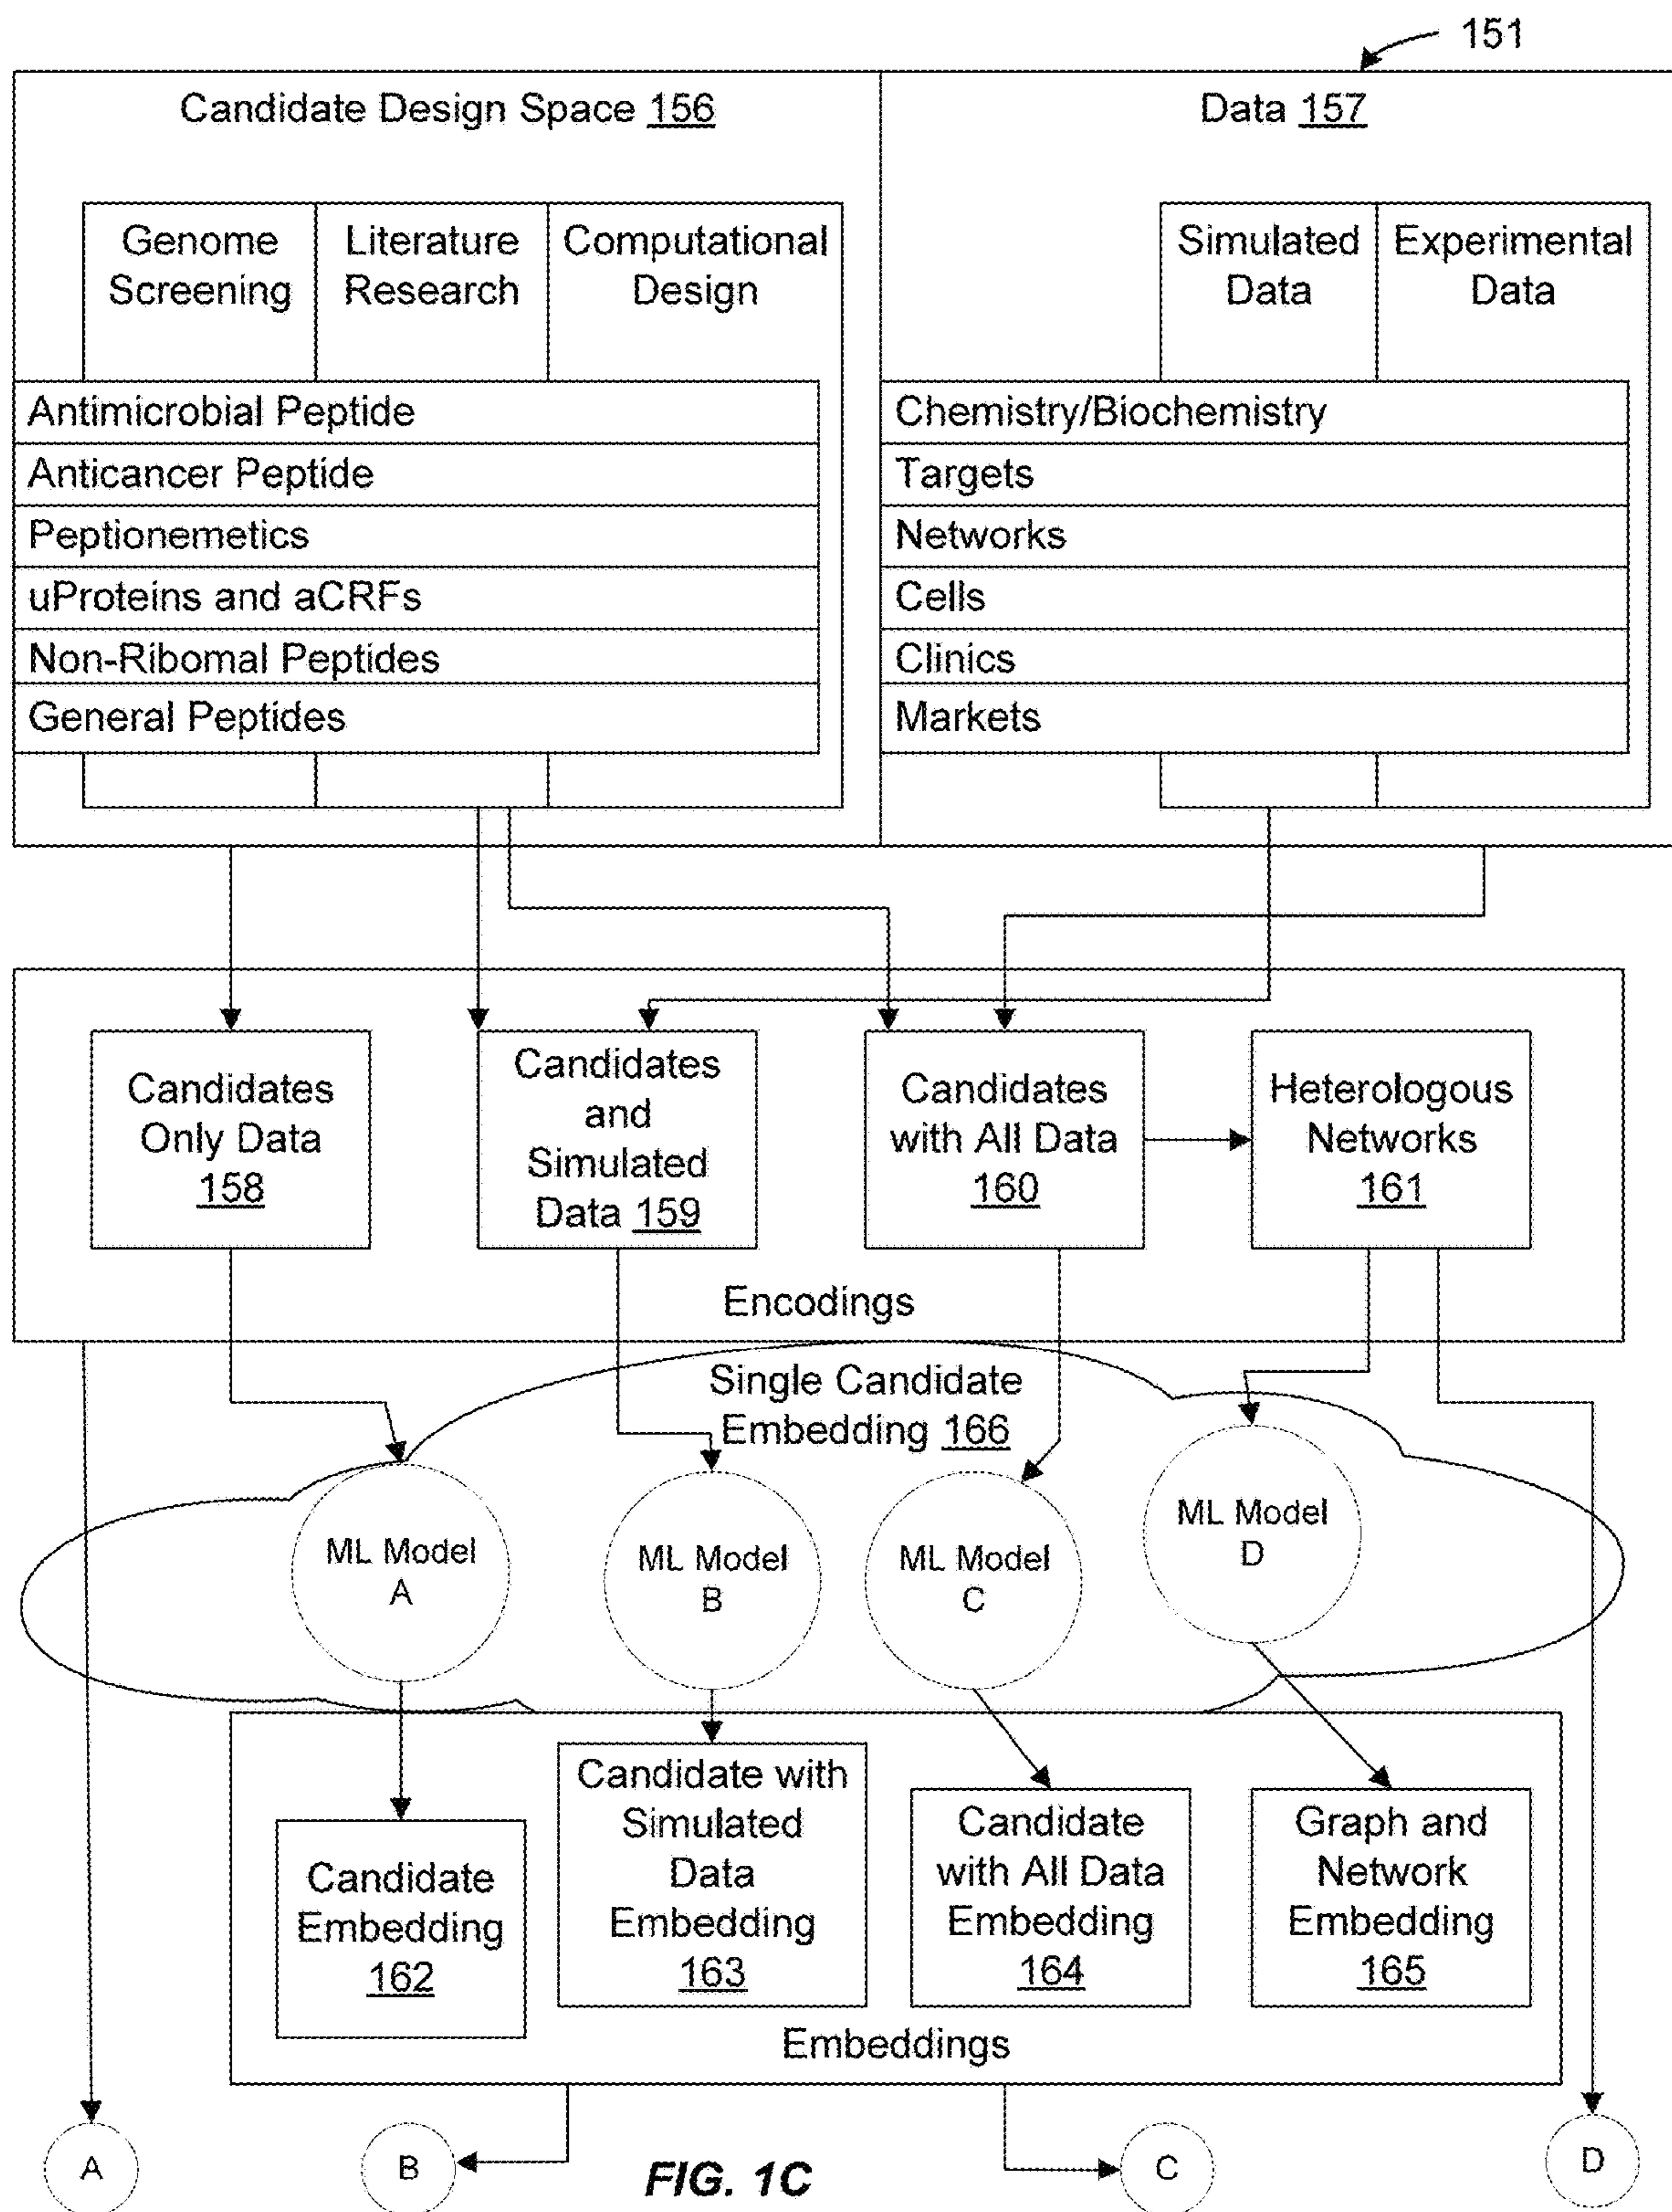 151
Candidate Design Space 156
Data 157
Genome
Screening
Literature
Research
Computational
Design
Simulated
Data
Experimental
Data
Antimicrobial Peptide
Anticancer Peptide
Peptionemetics
uProteins and aCRFs
Non-Ribomal Peptides
General Peptides
Chemistry/Biochemistry
Targets
Networks
Cells
Clinics
Markets
Candidates
Only Data
158
Candidates
and
Simulated
Data 159
Candidates
with All Data
160
Heterologous
Networks
161
Encodings
Single Candidate
Embedding 166
ML Model
A
ML Model
B
ML Model
C
ML Model
D
Candidate
Embedding
162
Candidate with
Simulated
Data
Embedding
163
Candidate
with All Data
Embedding
164
Graph and
Network
Embedding
165
Embeddings
A
B
C
D
FIG. 1C